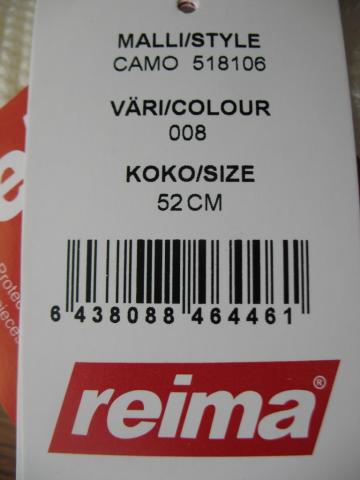 MALLI/STYLE
CAMO 518106
VÄRI/COLOUR
008
KOKO/SIZE
52 CM
6 438088 464461
reima®